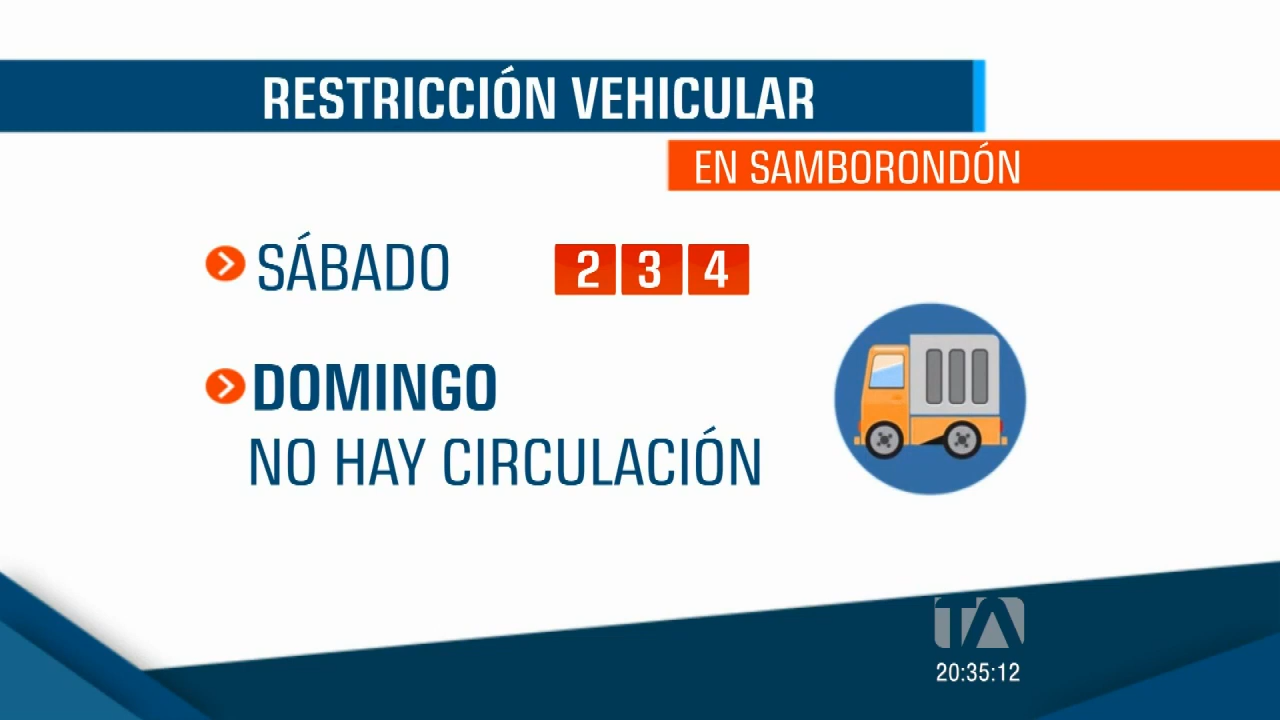 RESTRICCIÓN VEHICULAR
EN SAMBORONDÓN
SÁBADO 2 3 4
DOMINGO
NO HAY CIRCULACIÓN
TA
20:35:12